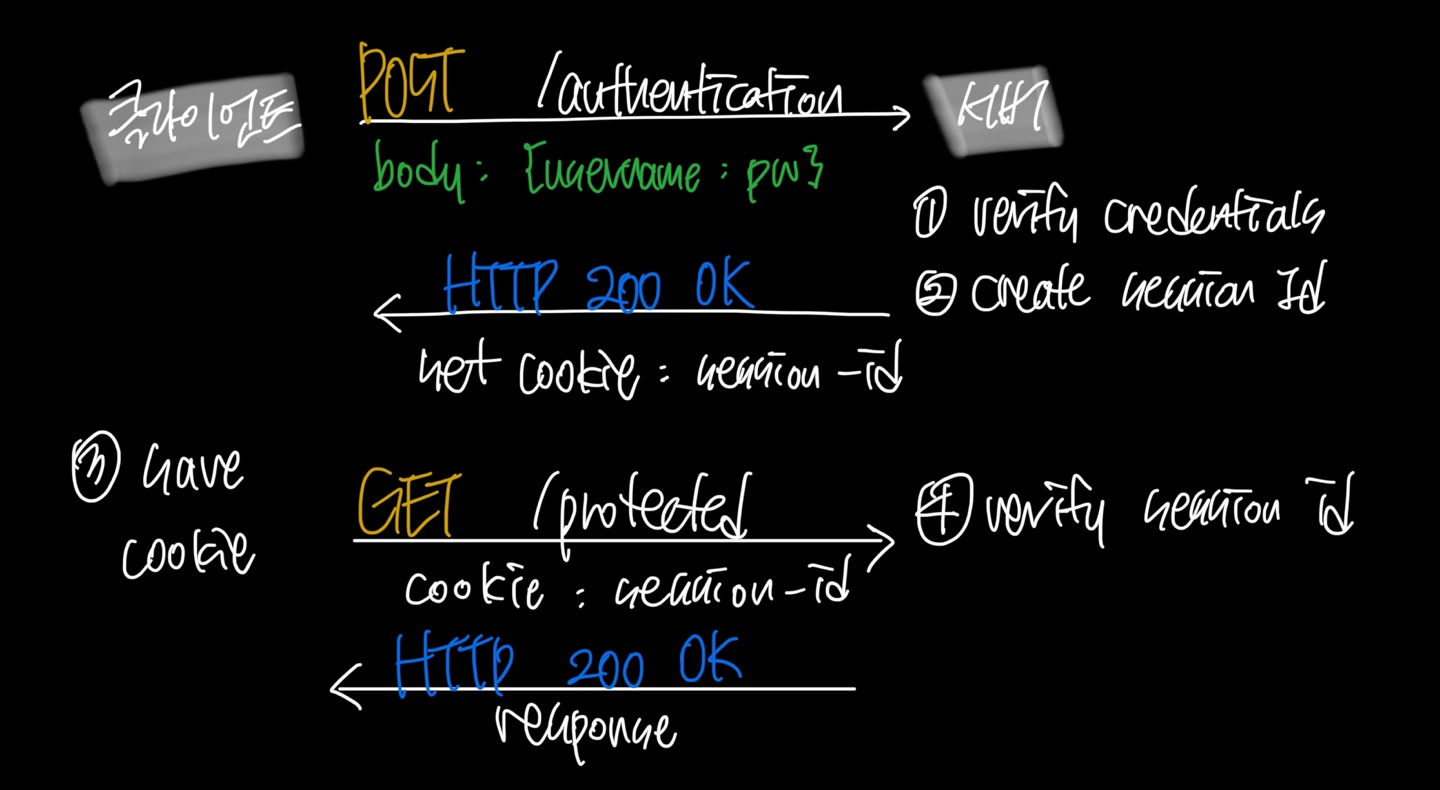 클라이언트
POST /authentication
서버
body : {username : pw}
① verify credentials
HTTP 200 OK
② create session Id
set cookie : session-id
③ save
cookie
GET /protected
④ verify session id
cookie : session-id
HTTP 200 OK
response